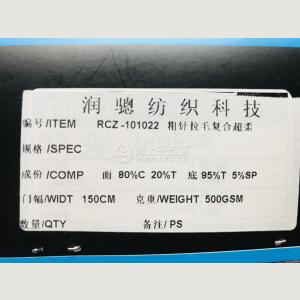 润骢纺织科技
编号/ITEM RCZ-101022 粗针拉毛复合超柔
规格/SPEC
成份/COMP 面 80%C 20%T 底 95%T 5%SP
门幅/WIDT 150CM 克重/WEIGHT 500GSM
数量/QTY 备注/PS